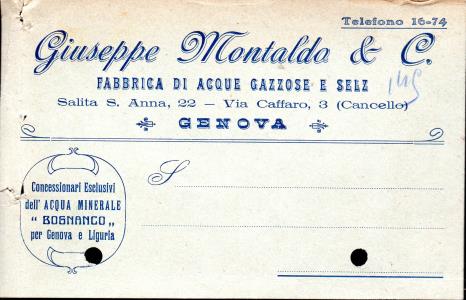 Telefono 16-74
Giuseppe Montaldo & C.
FABBRICA DI ACQUE GAZZOSE E SELZ
Salita S. Anna, 22 - Via Caffaro, 3 (Cancello)
GENOVA
S
Concessionari Esclusivi
dell' ACQUA MINERALE
" BOGNANCO "
per Genova e Liguria